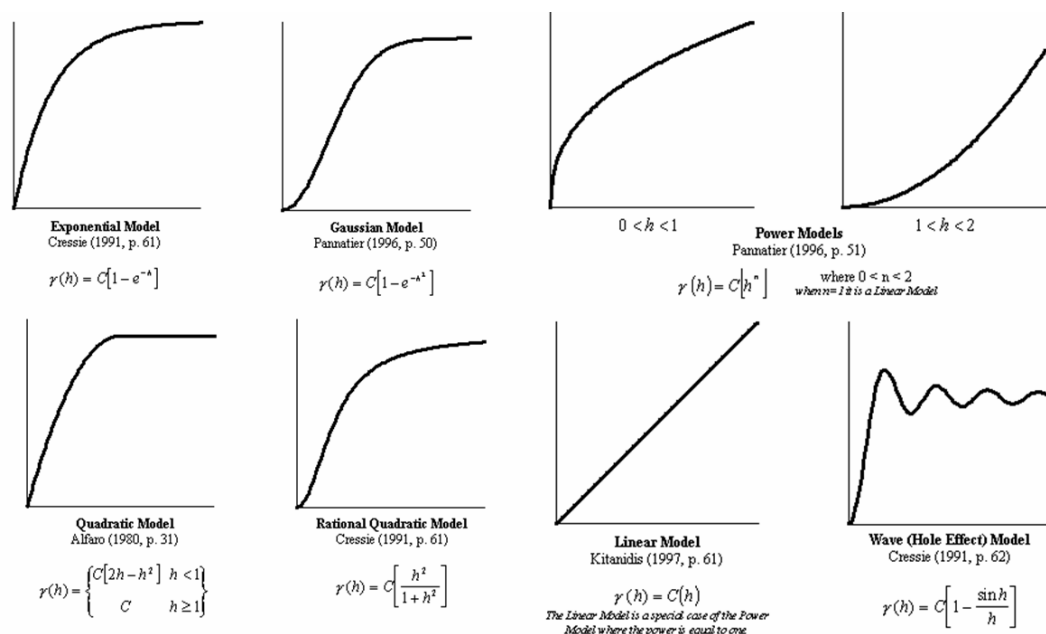 Exponential Model
Cressie (1991, p. 61)
γ(h) = C[1 − e^{−h}]
Gaussian Model
Pannatier (1996, p. 50)
γ(h) = C[1 − e^{−h²}]
0 < h < 1
1 < h < 2
Power Models
Pannatier (1996, p. 51)
γ(h) = C⌊h^n⌋
where 0 < n < 2
when n= 1 it is a Linear Model
Quadratic Model
Alfaro (1980, p. 31)
γ(h) = {C[2h − h²] h < 1
C h ≥ 1}
Rational Quadratic Model
Cressie (1991, p. 61)
γ(h) = C[h² / (1 + h²)]
Linear Model
Kitanidis (1997, p. 61)
γ(h) = C(h)
The Linear Model is a special case of the Power
Model where the power is equal to one
Wave (Hole Effect) Model
Cressie (1991, p. 62)
γ(h) = C[1 − sin h / h]